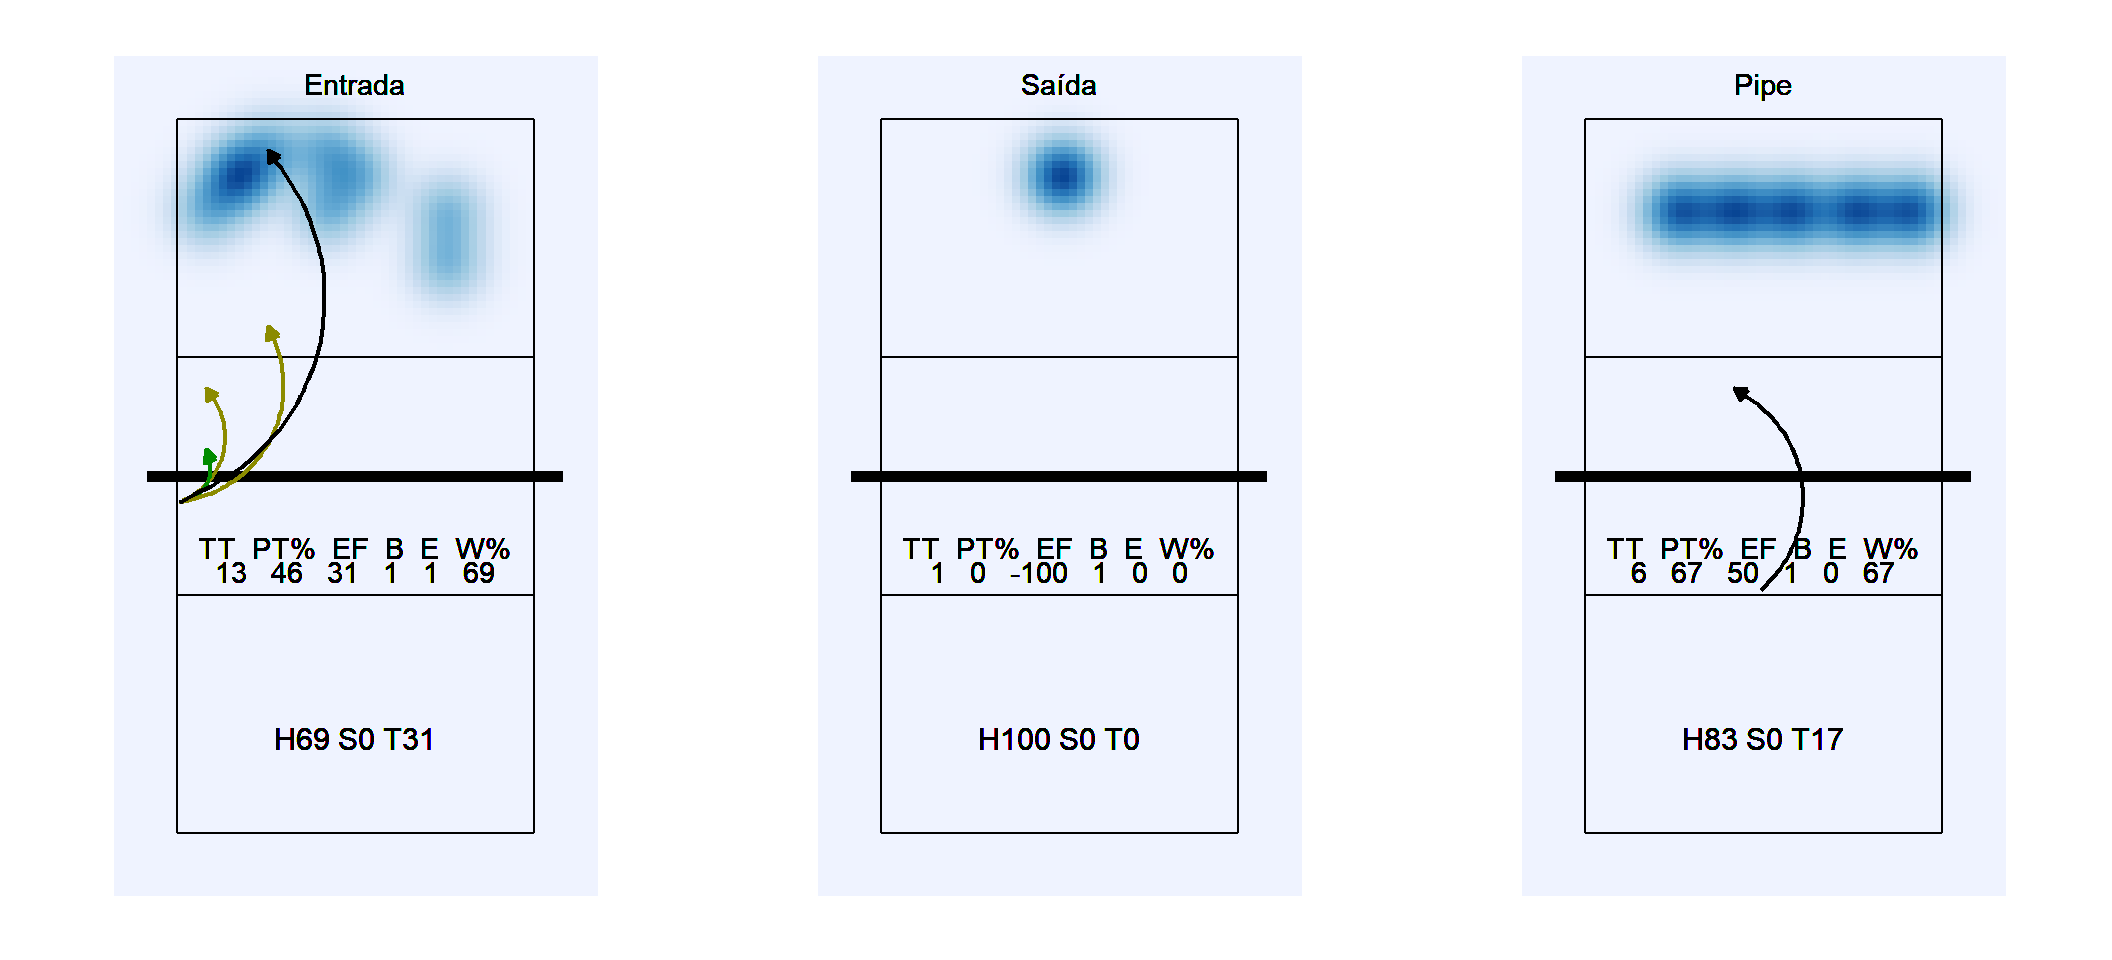 Entrada
TT PT% EF B E W%
13 46 31 1 1 69
H69 S0 T31
Saída
TT PT% EF B E W%
1 0 -100 1 0 0
H100 S0 T0
Pipe
TT PT% EF B E W%
6 67 50 1 0 67
H83 S0 T17